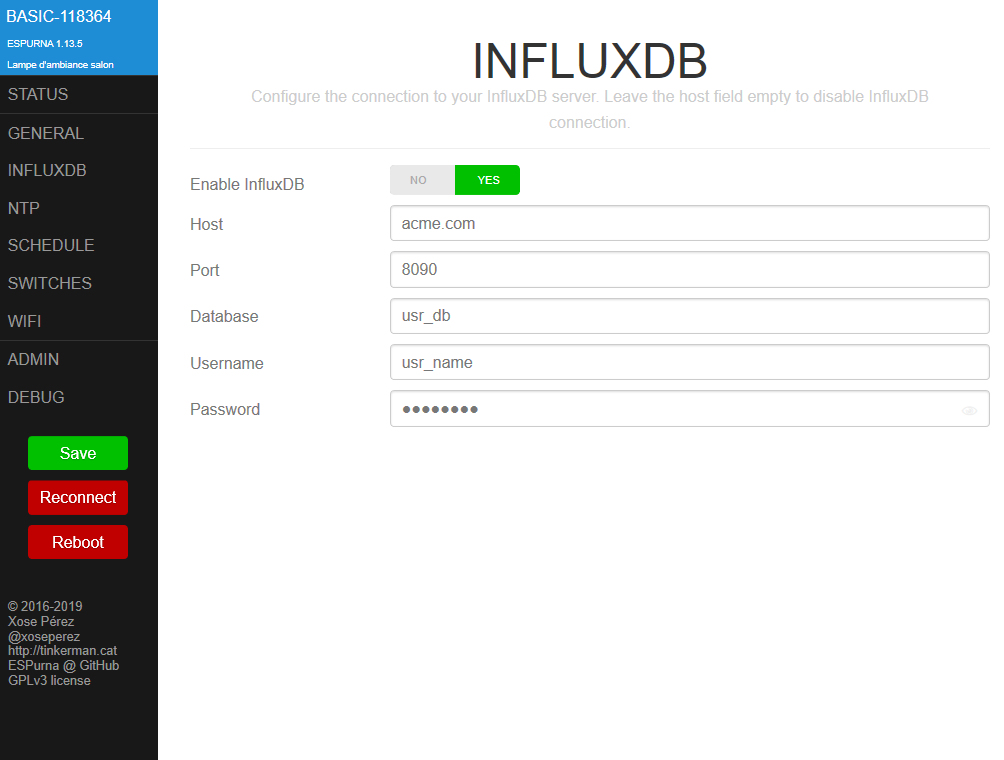 BASIC-118364
ESPURNA 1.13.5
Lampe d'ambiance salon
STATUS
GENERAL
INFLUXDB
NTP
SCHEDULE
SWITCHES
WIFI
ADMIN
DEBUG
Save
Reconnect
Reboot
© 2016-2019
Xose Pérez
@xoseperez
http://tinkerman.cat
ESPurna @ GitHub
GPLv3 license
INFLUXDB
Configure the connection to your InfluxDB server. Leave the host field empty to disable InfluxDB
connection.
Enable InfluxDB NO YES
Host acme.com
Port 8090
Database usr_db
Username usr_name
Password ●●●●●●●●